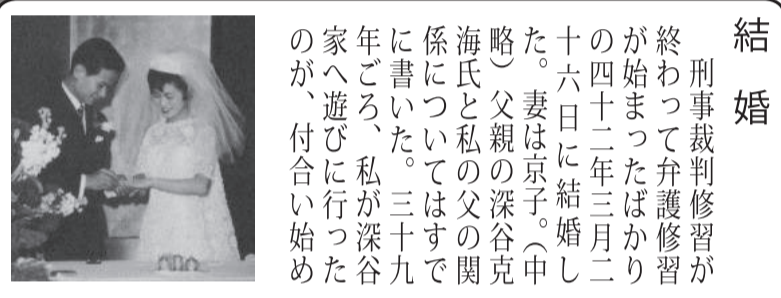 結婚
刑事裁判修習が
終わって弁護修習
が始まったばかり
の四十二年三月二
十六日に結婚し
た。妻は京子。（中
略）父親の深谷克
海氏と私の父の関
係についてはすで
に書いた。三十九
年ごろ、私が深谷
家へ遊びに行った
のが、付合い始め